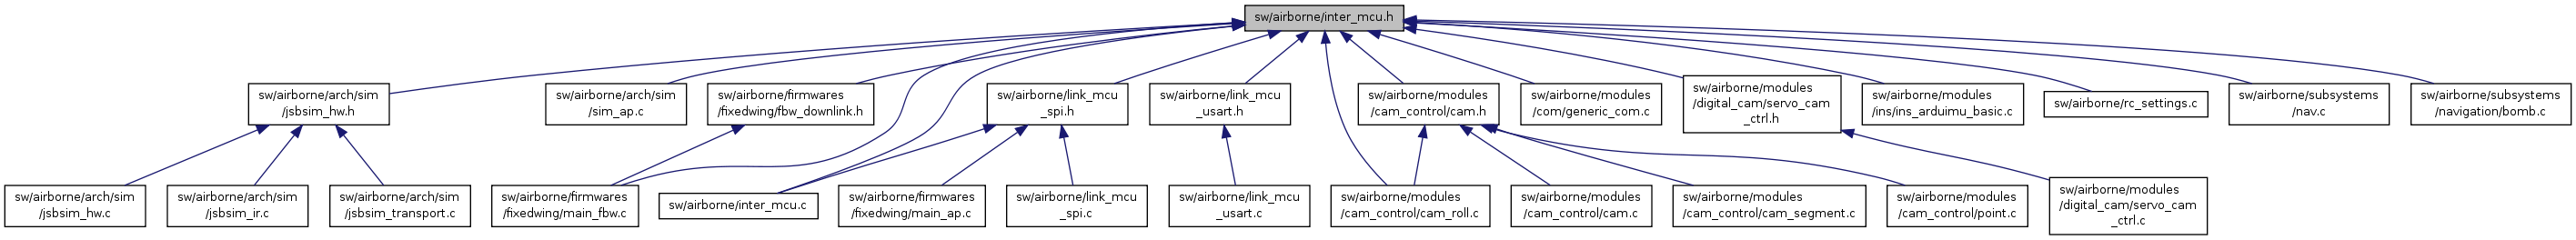 sw/airborne/inter_mcu.h
sw/airborne/arch/sim
/jsbsim_hw.h
sw/airborne/arch/sim
/sim_ap.c
sw/airborne/firmwares
/fixedwing/fbw_downlink.h
sw/airborne/link_mcu
_spi.h
sw/airborne/link_mcu
_usart.h
sw/airborne/modules
/cam_control/cam.h
sw/airborne/modules
/com/generic_com.c
sw/airborne/modules
/digital_cam/servo_cam
_ctrl.h
sw/airborne/modules
/ins/ins_arduimu_basic.c
sw/airborne/rc_settings.c
sw/airborne/subsystems
/nav.c
sw/airborne/subsystems
/navigation/bomb.c
sw/airborne/arch/sim
/jsbsim_hw.c
sw/airborne/arch/sim
/jsbsim_ir.c
sw/airborne/arch/sim
/jsbsim_transport.c
sw/airborne/firmwares
/fixedwing/main_fbw.c
sw/airborne/inter_mcu.c
sw/airborne/firmwares
/fixedwing/main_ap.c
sw/airborne/link_mcu
_spi.c
sw/airborne/link_mcu
_usart.c
sw/airborne/modules
/cam_control/cam_roll.c
sw/airborne/modules
/cam_control/cam.c
sw/airborne/modules
/cam_control/cam_segment.c
sw/airborne/modules
/cam_control/point.c
sw/airborne/modules
/digital_cam/servo_cam
_ctrl.c